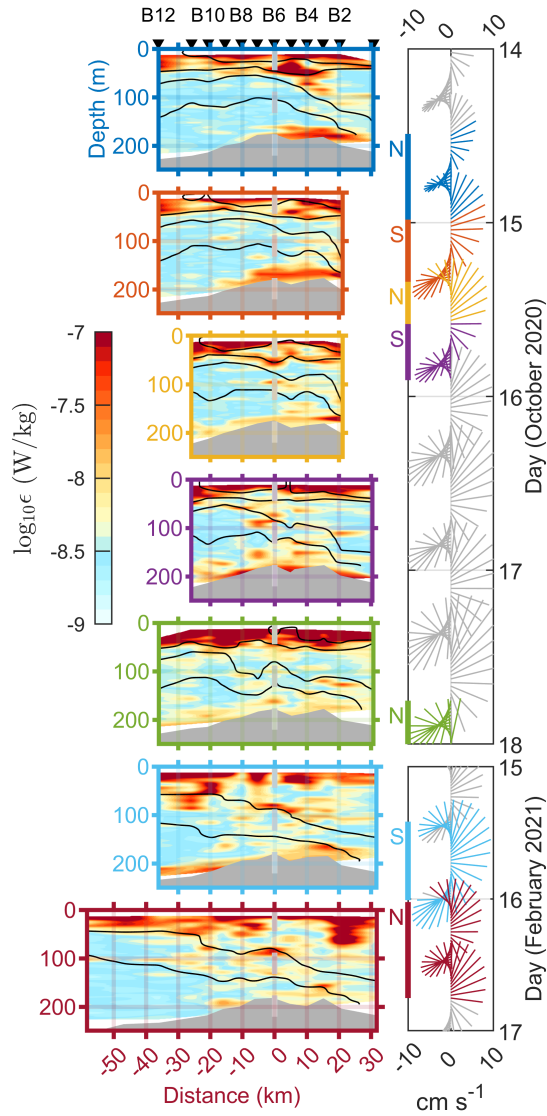 B12 B10 B8 B6 B4 B2
-10 0 10
14
0
100
200
Depth (m)
N
15
0
100
200
S
N
0
100
200
S
16
Day (October 2020)
-7
-7.5
-8
-8.5
-9
log₁₀ϵ (W/kg)
0
100
200
17
0
100
200
N
18
0
100
200
S
15
16
17
Day (February 2021)
0
100
200
N
-50 -40 -30 -20 -10 0 10 20 30
Distance (km)
-10 0 10
cm s⁻¹